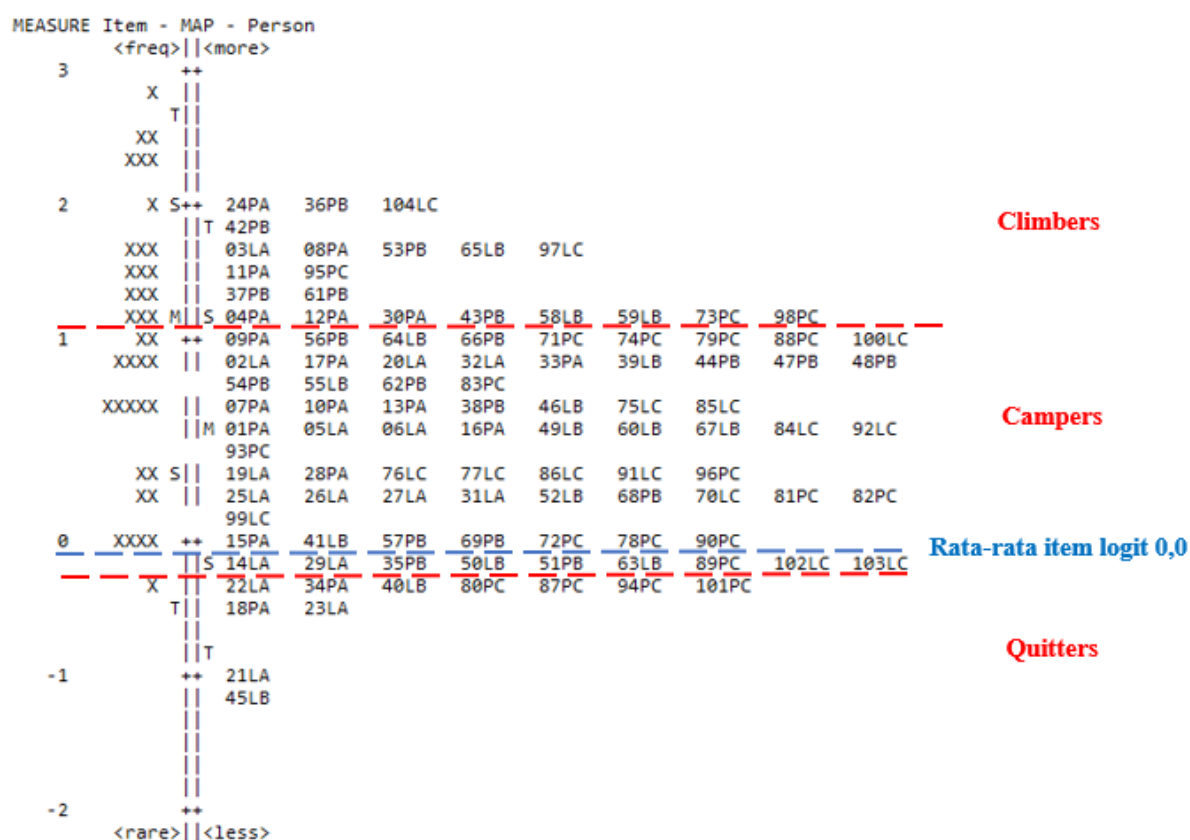 MEASURE Item - MAP - Person
<freq>||<more>
3 ++
X ||
T||
XX ||
XXX ||
||
2 X S++ 24PA 36PB 104LC
||T 42PB
Climbers
XXX || 03LA 08PA 53PB 65LB 97LC
XXX || 11PA 95PC
XXX || 37PB 61PB
XXX M||S 04PA 12PA 30PA 43PB 58LB 59LB 73PC 98PC
1 XX ++ 09PA 56PB 64LB 66PB 71PC 74PC 79PC 88PC 100LC
XXXX || 02LA 17PA 20LA 32LA 33PA 39LB 44PB 47PB 48PB
54PB 55LB 62PB 83PC
XXXXX || 07PA 10PA 13PA 38PB 46LB 75LC 85LC
Campers
||M 01PA 05LA 06LA 16PA 49LB 60LB 67LB 84LC 92LC
93PC
XX S|| 19LA 28PA 76LC 77LC 86LC 91LC 96PC
XX || 25LA 26LA 27LA 31LA 52LB 68PB 70LC 81PC 82PC
99LC
0 XXXX ++ 15PA 41LB 57PB 69PB 72PC 78PC 90PC
Rata-rata item logit 0,0
||S 14LA 29LA 35PB 50LB 51PB 63LB 89PC 102LC 103LC
X || 22LA 34PA 40LB 80PC 87PC 94PC 101PC
T|| 18PA 23LA
||
||T
Quitters
-1 ++ 21LA
|| 45LB
||
||
||
||
-2 ++
<rare>||<less>